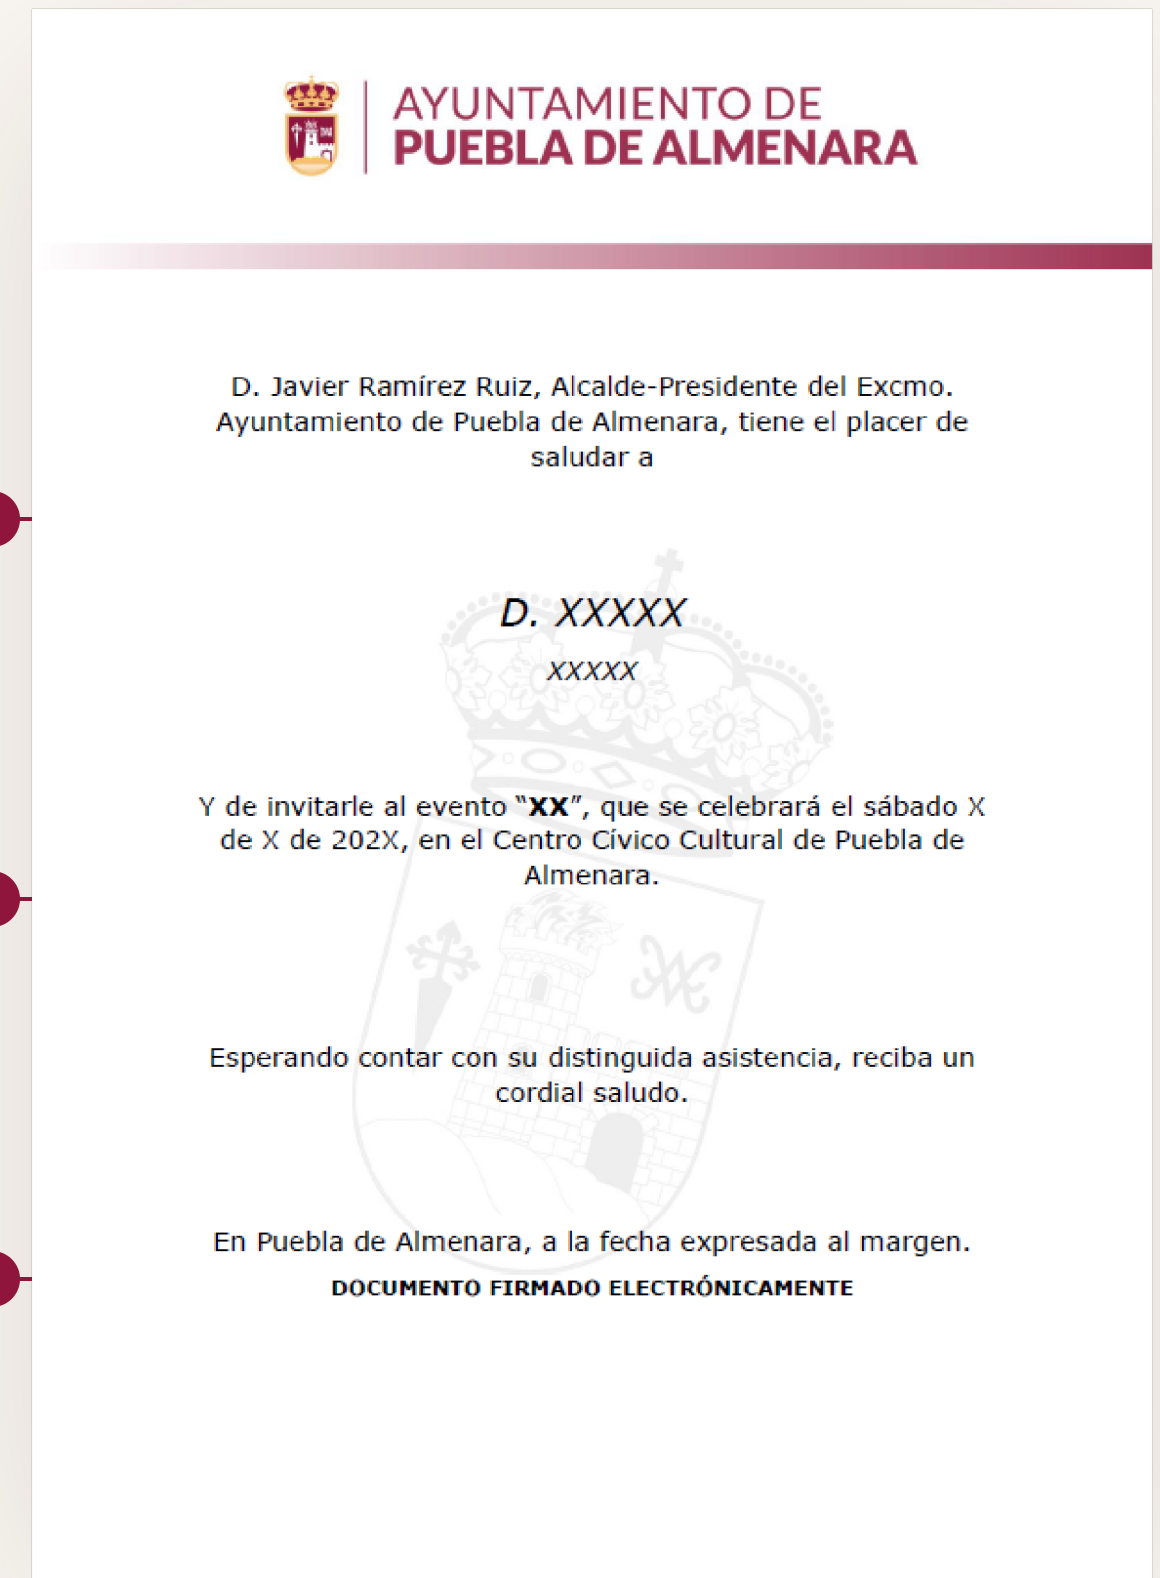 AYUNTAMIENTO DE
PUEBLA DE ALMENARA
D. Javier Ramírez Ruiz, Alcalde-Presidente del Excmo.
Ayuntamiento de Puebla de Almenara, tiene el placer de
saludar a
D. XXXXX
XXXXX
Y de invitarle al evento “XX”, que se celebrará el sábado X
de X de 202X, en el Centro Cívico Cultural de Puebla de
Almenara.
Esperando contar con su distinguida asistencia, reciba un
cordial saludo.
En Puebla de Almenara, a la fecha expresada al margen.
DOCUMENTO FIRMADO ELECTRÓNICAMENTE